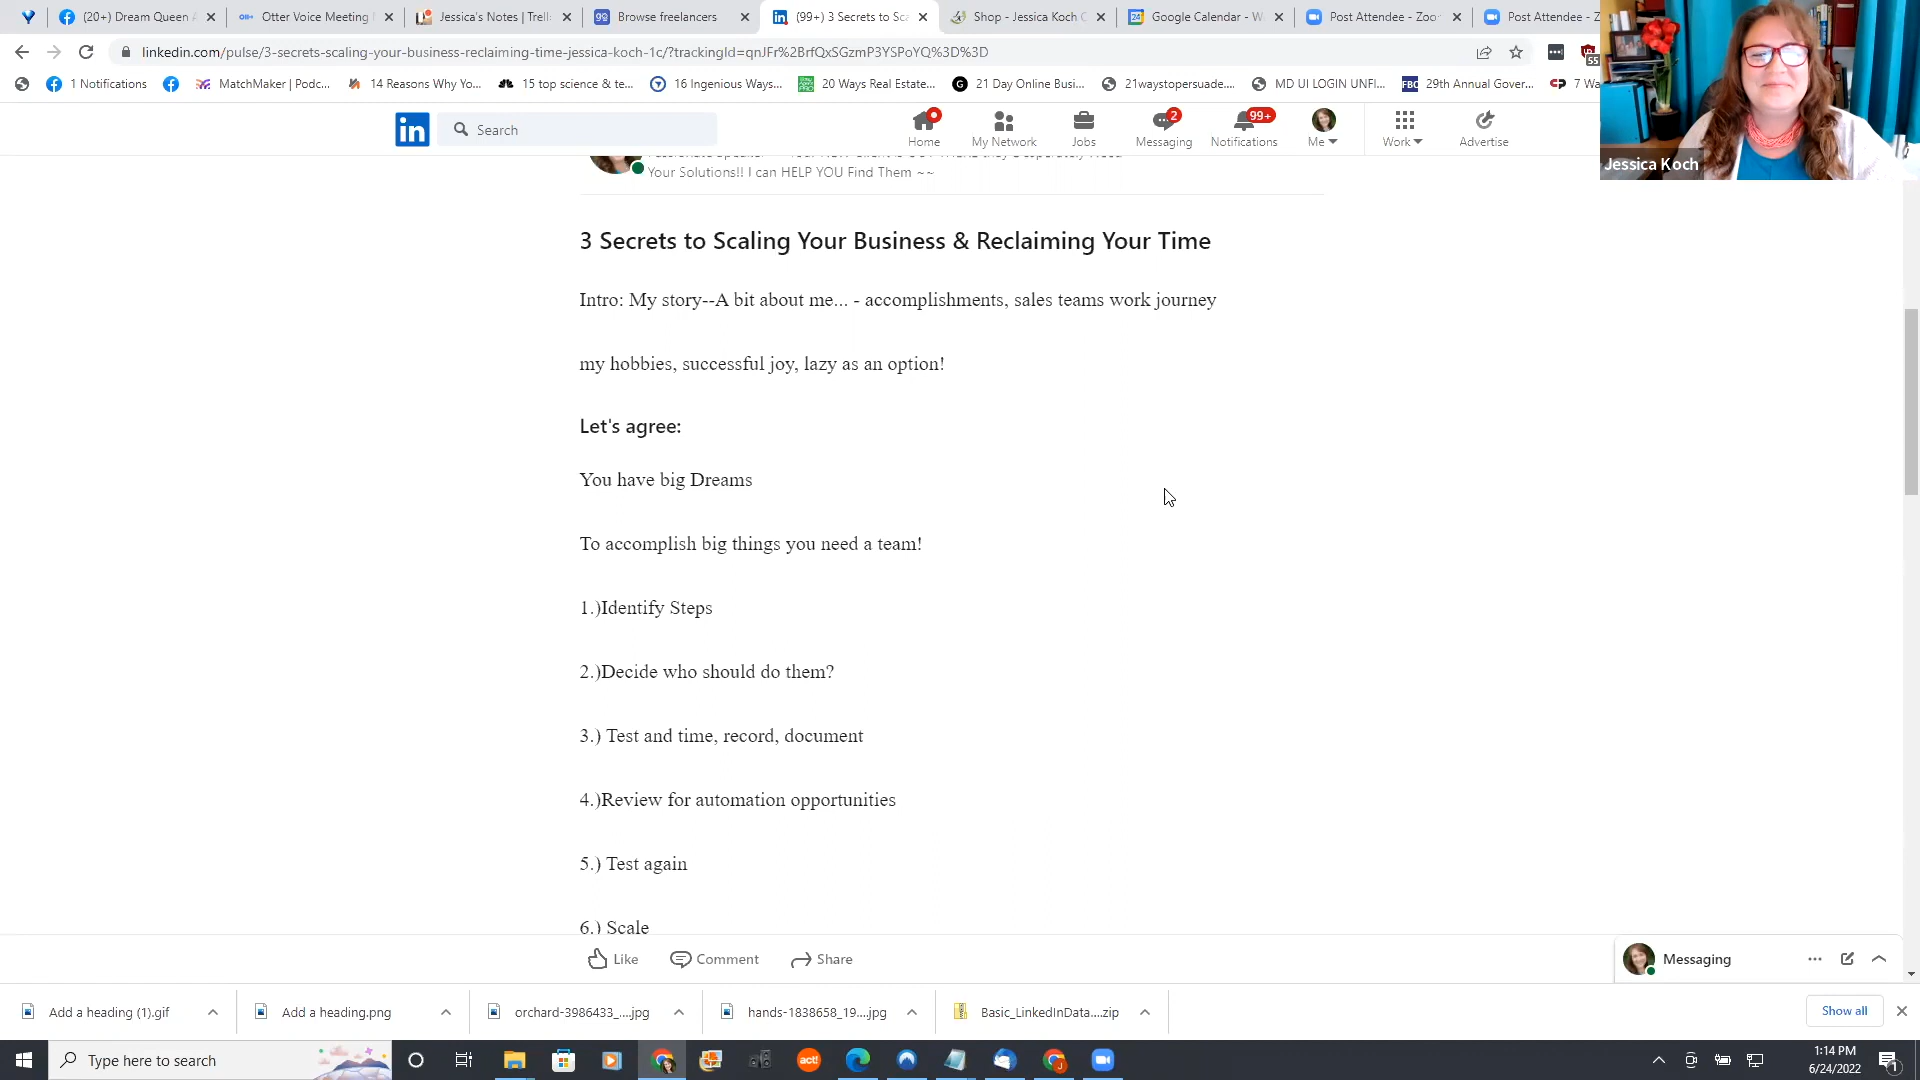 (20+) Dream Queen
Otter Voice Meeting
Jessica's Notes | Trell
Browse freelancers
(99+) 3 Secrets to Sc
Shop - Jessica Koch C
Google Calendar - W
Post Attendee - Zoo
Post Attendee - Z
linkedin.com/pulse/3-secrets-scaling-your-business-reclaiming-time-jessica-koch-1c/?trackingId=qnJFr%2BrfQxSGzmP3YSPoYQ%3D%3D
55
1 Notifications
MatchMaker | Podc...
14 Reasons Why Yo...
15 top science & te...
16 Ingenious Ways...
20 Ways Real Estate...
21 Day Online Busi...
21waystopersuade....
MD UI LOGIN UNFI...
29th Annual Gover...
7 Wa
Jessica Koch
in
Search
Home
My Network
Jobs
2
Messaging
99+
Notifications
Me
Work
Advertise
Your Solutions!! I can HELP YOU Find Them ~~
3 Secrets to Scaling Your Business & Reclaiming Your Time
Intro: My story--A bit about me... - accomplishments, sales teams work journey
my hobbies, successful joy, lazy as an option!
Let's agree:
You have big Dreams
To accomplish big things you need a team!
1.)Identify Steps
2.)Decide who should do them?
3.) Test and time, record, document
4.)Review for automation opportunities
5.) Test again
6.) Scale
Like
Comment
Share
Messaging
Add a heading (1).gif
Add a heading.png
orchard-3986433_....jpg
hands-1838658_19....jpg
Basic_LinkedInData....zip
Show all
Type here to search
act!
1:14 PM
6/24/2022
1